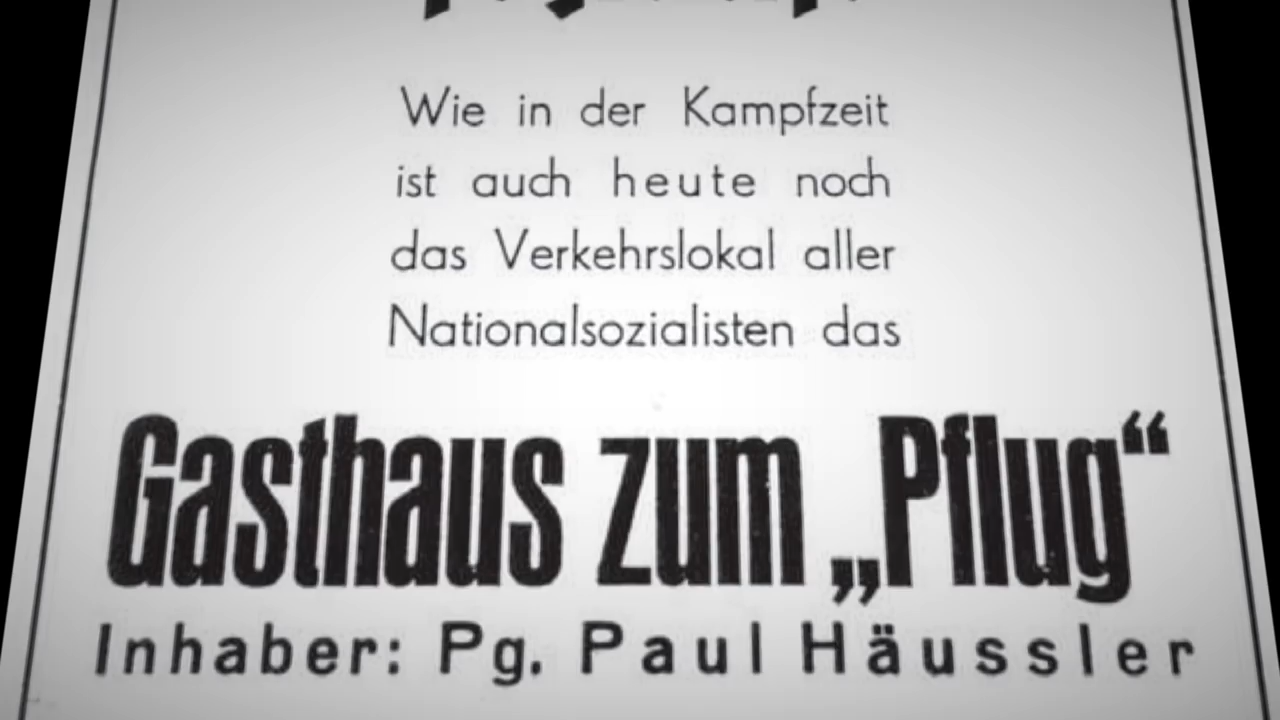 Wie in der Kampfzeit
ist auch heute noch
das Verkehrslokal aller
Nationalsozialisten das
Gasthaus zum „Pflug“
Inhaber: Pg. Paul Häussler